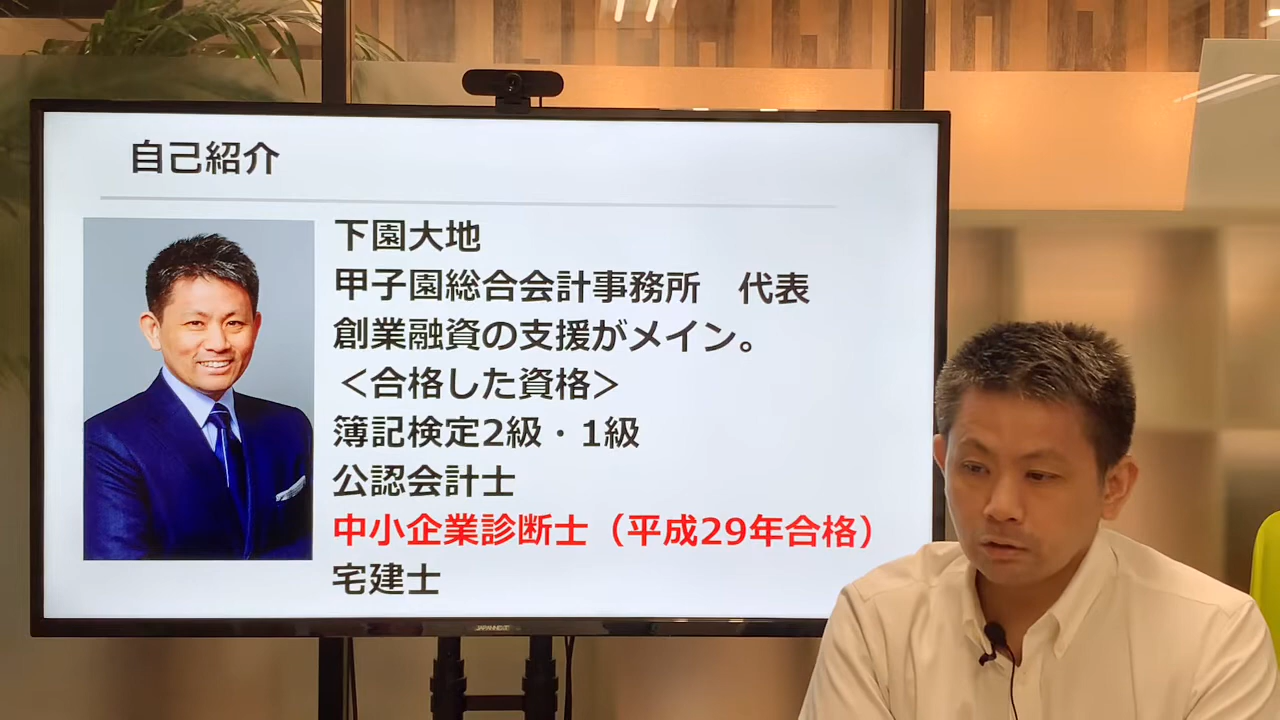 自己紹介
下園大地
甲子園総合会計事務所　代表
創業融資の支援がメイン。
＜合格した資格＞
簿記検定2級・1級
公認会計士
中小企業診断士（平成29年合格）
宅建士
JAPANNEXT